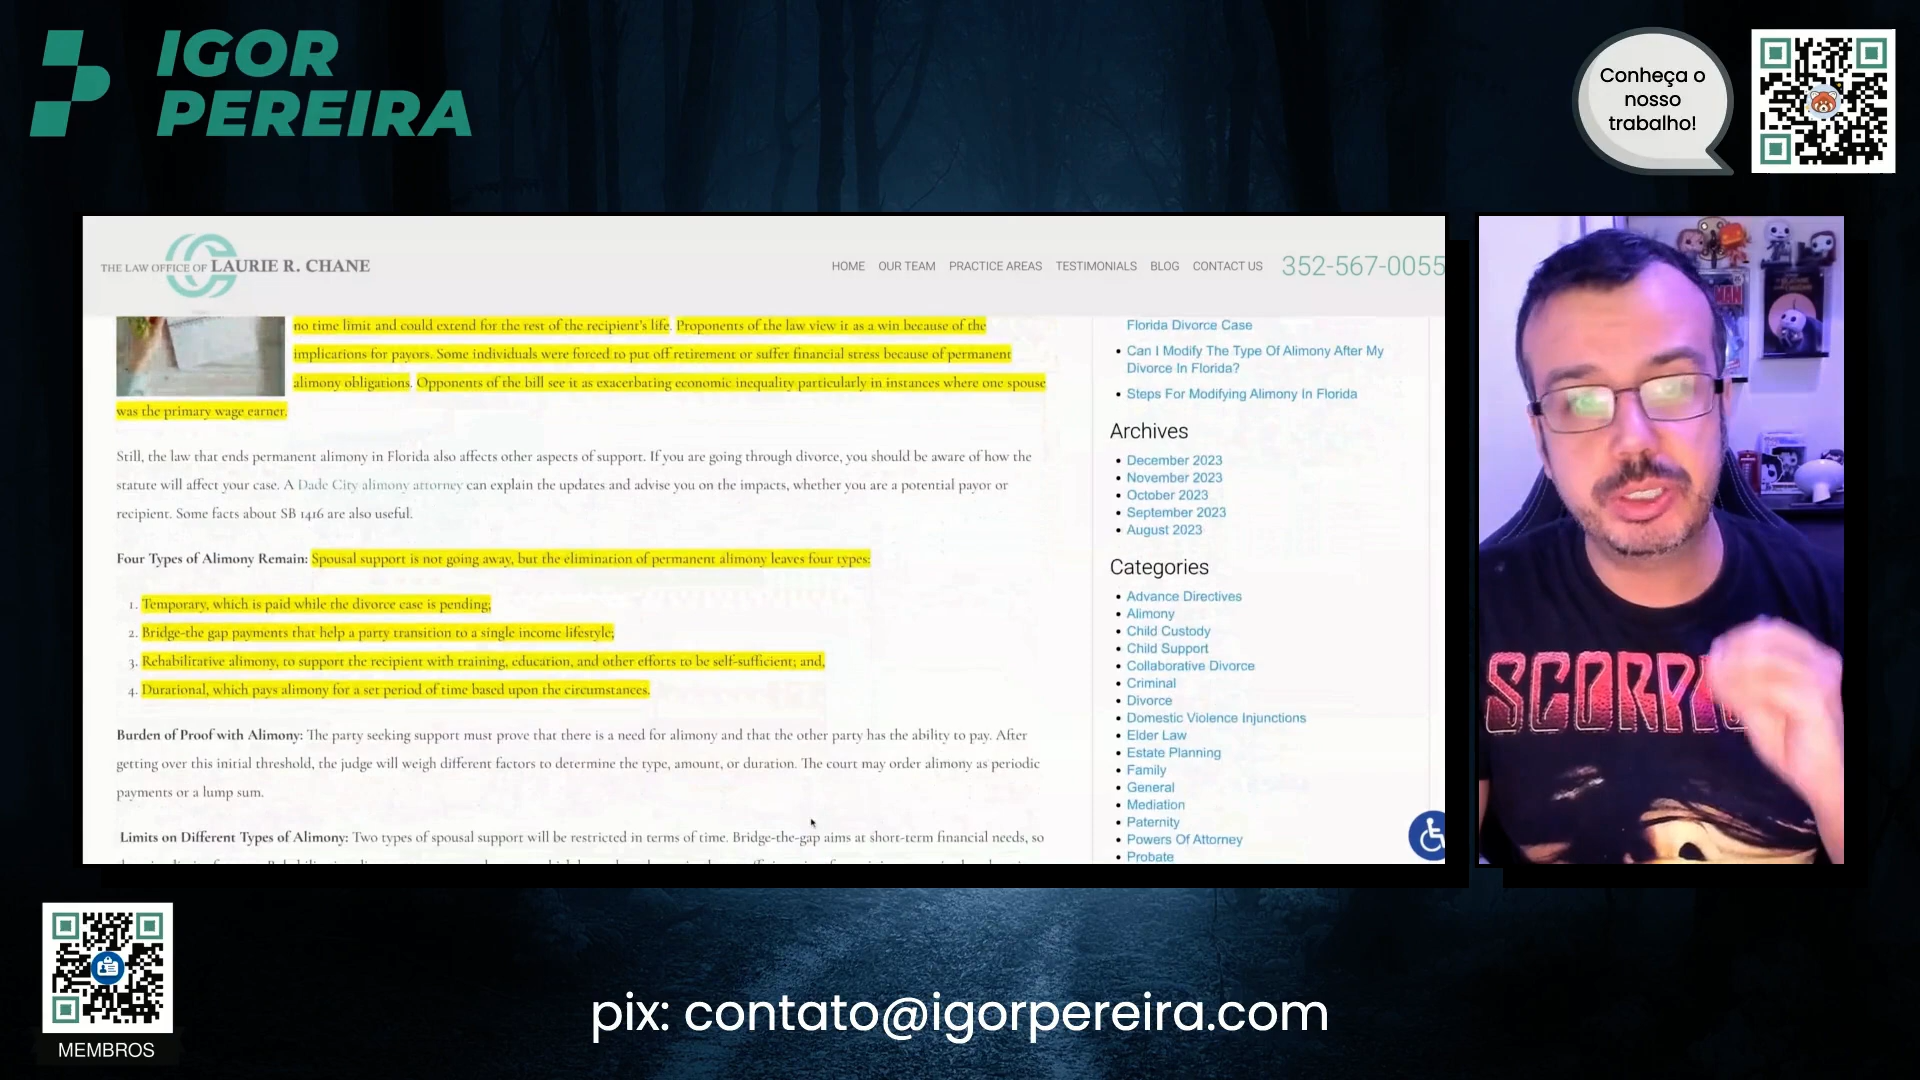 IGOR
PEREIRA
Conheça o
nosso
trabalho!
THE LAW OFFICE OF LAURIE R. CHANE
HOME OUR TEAM PRACTICE AREAS TESTIMONIALS BLOG CONTACT US 352-567-0055
no time limit and could extend for the rest of the recipient's life. Proponents of the law view it as a win because of the
implications for payors. Some individuals were forced to put off retirement or suffer financial stress because of permanent
alimony obligations. Opponents of the bill see it as exacerbating economic inequality particularly in instances where one spouse
was the primary wage earner.
Still, the law that ends permanent alimony in Florida also affects other aspects of support. If you are going through divorce, you should be aware of how the
statute will affect your case. A Dade City alimony attorney can explain the updates and advise you on the impacts, whether you are a potential payor or
recipient. Some facts about SB 1416 are also useful.
Four Types of Alimony Remain: Spousal support is not going away, but the elimination of permanent alimony leaves four types:
1. Temporary, which is paid while the divorce case is pending;
2. Bridge-the gap payments that help a party transition to a single income lifestyle;
3. Rehabilitative alimony, to support the recipient with training, education, and other efforts to be self-sufficient; and,
4. Durational, which pays alimony for a set period of time based upon the circumstances.
Burden of Proof with Alimony: The party seeking support must prove that there is a need for alimony and that the other party has the ability to pay. After
getting over this initial threshold, the judge will weigh different factors to determine the type, amount, or duration. The court may order alimony as periodic
payments or a lump sum.
Limits on Different Types of Alimony: Two types of spousal support will be restricted in terms of time. Bridge-the-gap aims at short-term financial needs, so
Florida Divorce Case
• Can I Modify The Type Of Alimony After My
Divorce In Florida?
• Steps For Modifying Alimony In Florida
Archives
• December 2023
• November 2023
• October 2023
• September 2023
• August 2023
Categories
• Advance Directives
• Alimony
• Child Custody
• Child Support
• Collaborative Divorce
• Criminal
• Divorce
• Domestic Violence Injunctions
• Elder Law
• Estate Planning
• Family
• General
• Mediation
• Paternity
• Powers Of Attorney
• Probate
MAN
SCORPI
MEMBROS
pix: contato@igorpereira.com